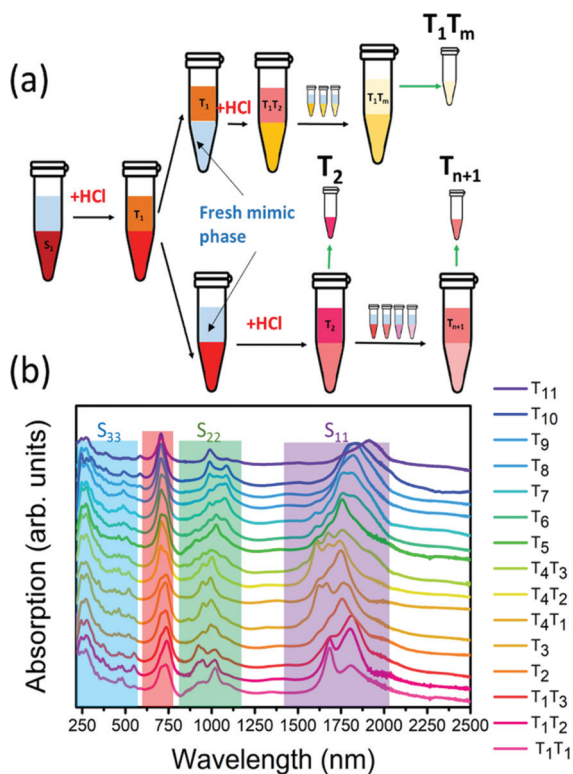 (a)
T₁Tₘ
T₁
+HCl
T₁T₂
T₁Tₘ
+HCl
S₁
T₁
T₂
Tₙ₊₁
Fresh mimic
phase
+HCl
T₂
Tₙ₊₁
(b)
S₃₃
S₂₂
S₁₁
Absorption (arb. units)
250 500 750 1000 1250 1500 1750 2000 2250 2500
Wavelength (nm)
T₁₁
T₁₀
T₉
T₈
T₇
T₆
T₅
T₄T₃
T₄T₂
T₄T₁
T₃
T₂
T₁T₃
T₁T₂
T₁T₁